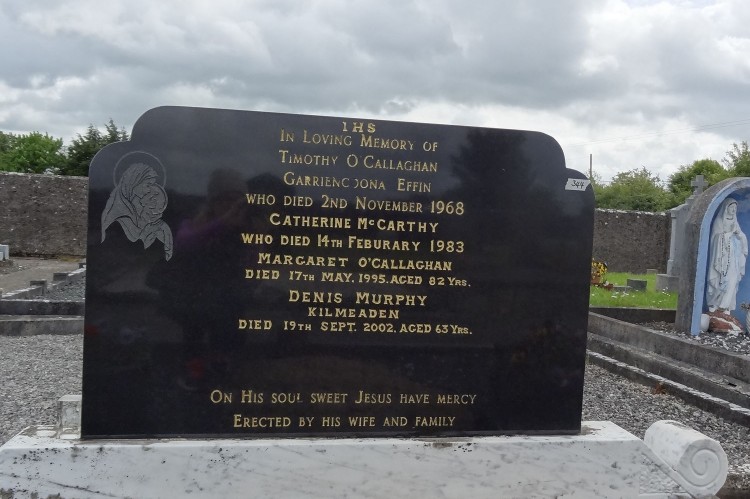 IHS
IN LOVING MEMORY OF
TIMOTHY O'CALLAGHAN
EFFIN
WHO DIED 2ND NOVEMBER 1968
CATHERINE MCCARTHY
WHO DIED 14TH FEBURARY 1983
MARGARET O'CALLAGHAN
DIED 17TH MAY. 1995. AGED 82 YRS.
DENIS MURPHY
KILMEADEN
DIED 19TH SEPT. 2002. AGED 63 YRS.
ON HIS SOUL SWEET JESUS HAVE MERCY
ERECTED BY HIS WIFE AND FAMILY
344